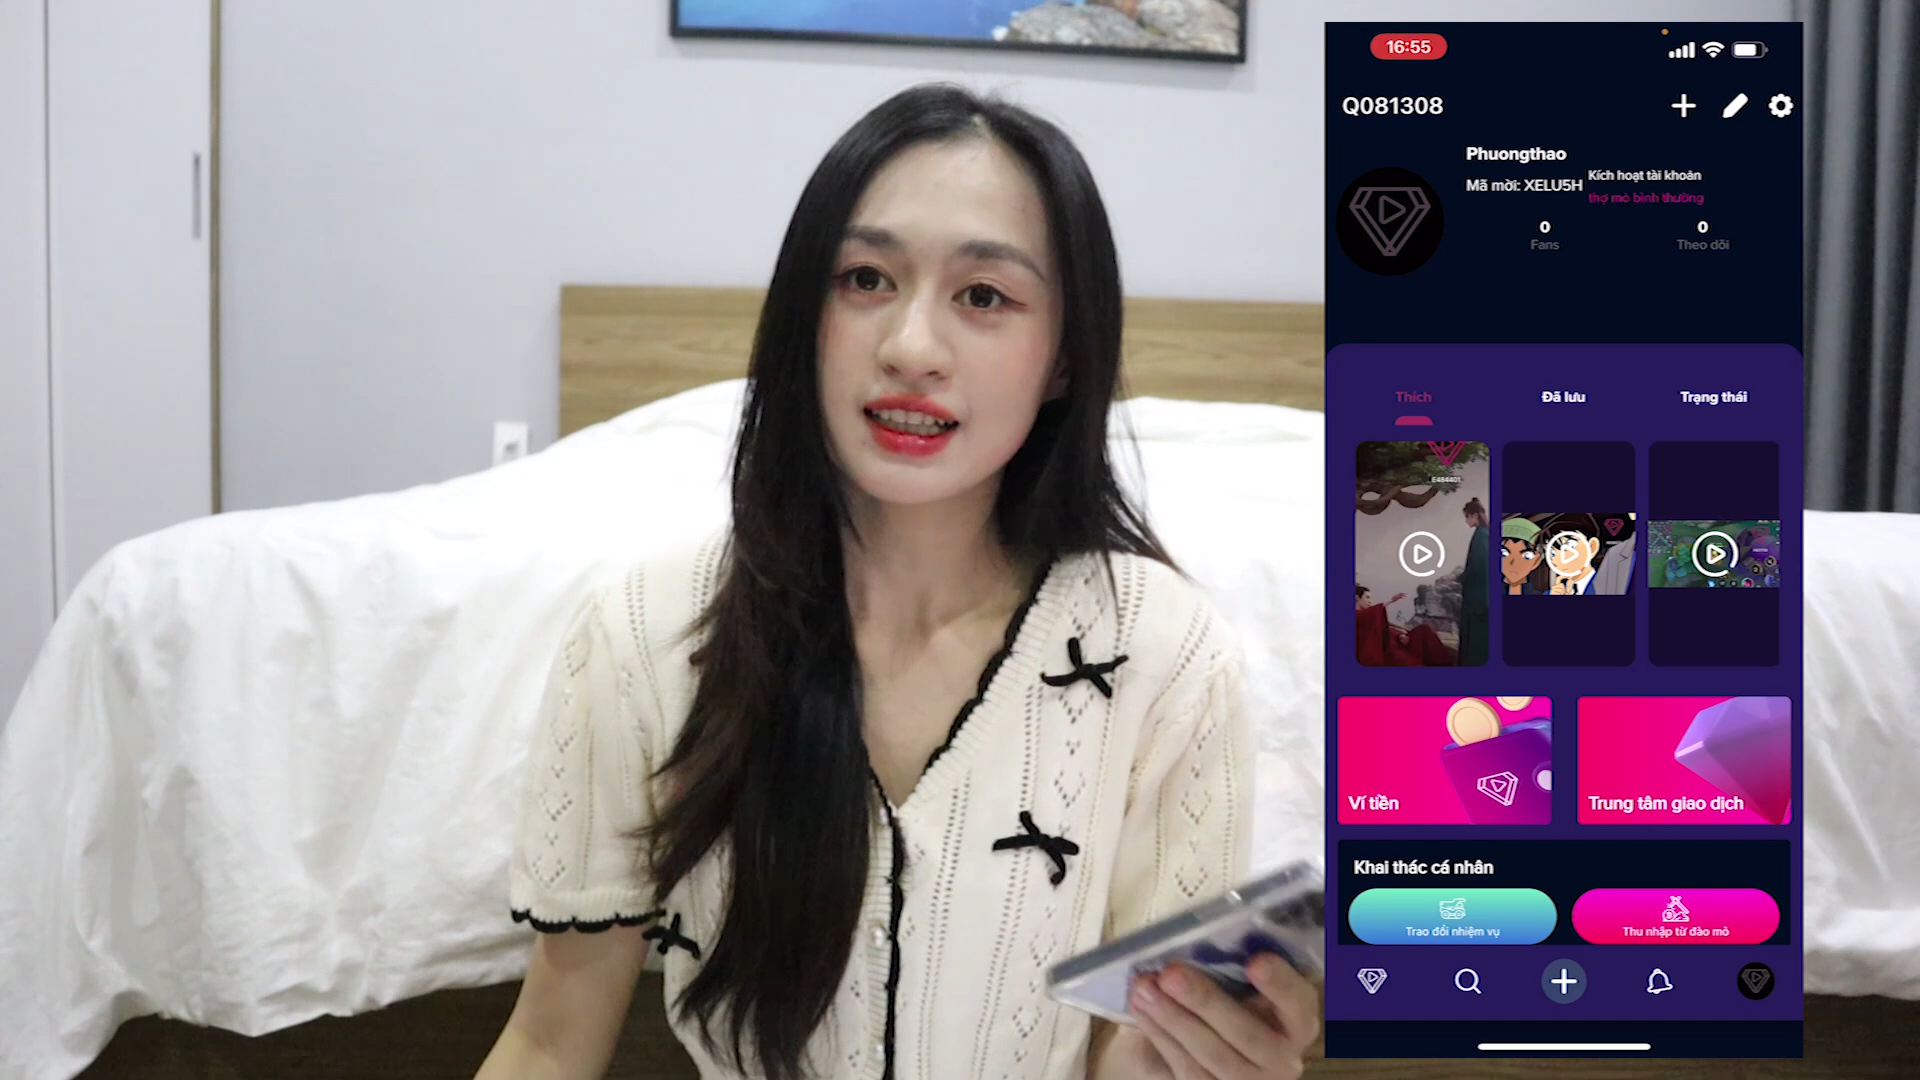 16:55
Q081308
Phuongthao
Mã mời: XELU5H
Kích hoạt tài khoản
thợ mỏ bình thường
0
0
Fans
Theo dõi
Thích
Đã lưu
Trạng thái
E484401
Ví tiền
Trung tâm giao dịch
Khai thác cá nhân
Trao đổi nhiệm vụ
Thu nhập từ đào mỏ